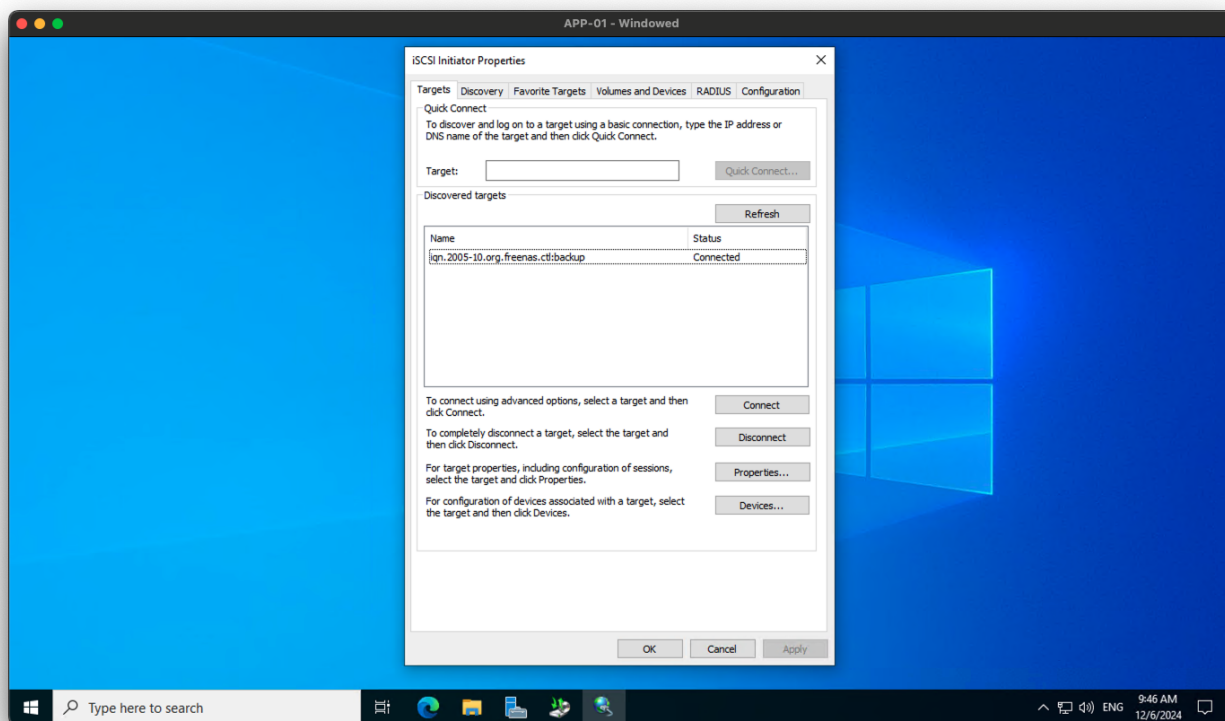 APP-01 - Windowed
iSCSI Initiator Properties
Targets Discovery Favorite Targets Volumes and Devices RADIUS Configuration
Quick Connect
To discover and log on to a target using a basic connection, type the IP address or
DNS name of the target and then click Quick Connect.
Target: Quick Connect...
Discovered targets
Refresh
Name Status
iqn.2005-10.org.freenas.ctl:backup Connected
To connect using advanced options, select a target and then
click Connect.
Connect
To completely disconnect a target, select the target and
then click Disconnect.
Disconnect
For target properties, including configuration of sessions,
select the target and click Properties.
Properties...
For configuration of devices associated with a target, select
the target and then click Devices.
Devices...
OK Cancel Apply
Type here to search
ENG
9:46 AM
12/6/2024